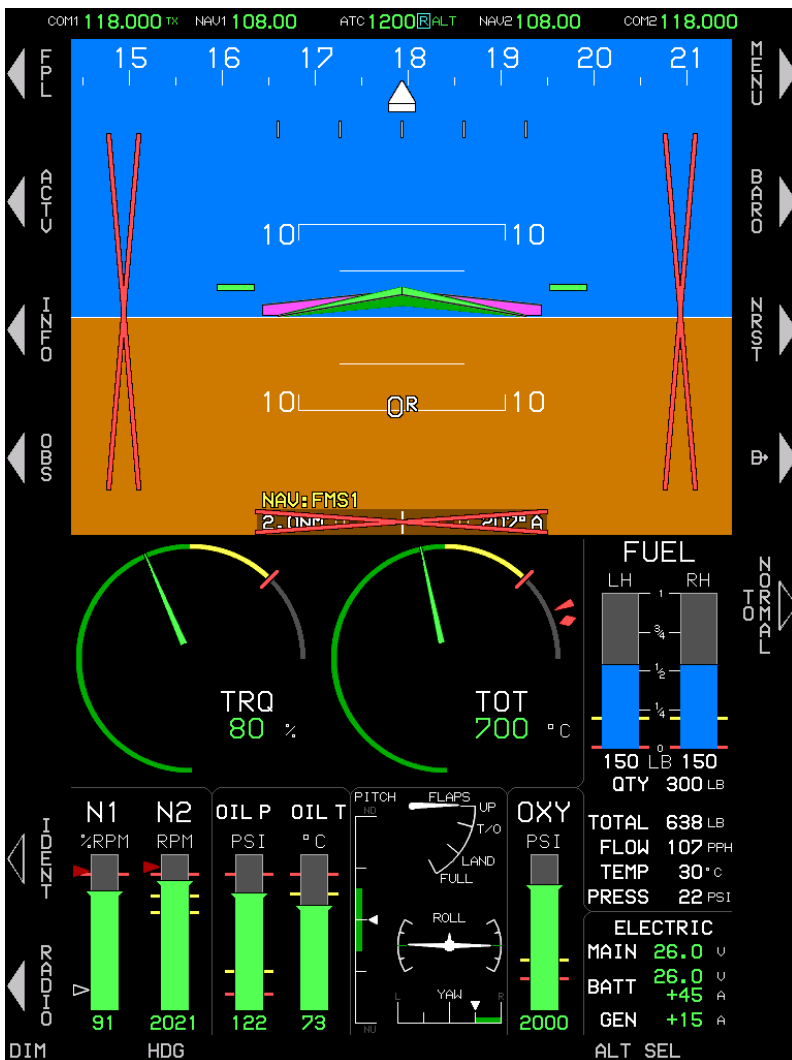 COM1 118.000 TX NAV1 108.00 ATC 1200 R ALT NAV2 108.00 COM2 118.000
FPL
MENU
15 16 17 18 19 20 21
ACTV
BARO
10 10
INFO
NRST
10 0R 10
OBS
D
NAV:FMS1
2.0NM 207° A
FUEL
LH RH
1
3/4
1/2
1/4
0
150 LB 150
NORMAL
TO
TRQ
80 %
TOT
700 °C
QTY 300 LB
TOTAL 638 LB
FLOW 107 PPH
TEMP 30°C
PRESS 22 PSI
IDENT
N1 N2
%RPM RPM
91 2021
OIL P OIL T
PSI °C
122 73
PITCH
ND
NU
FLAPS
UP
T/O
LAND
FULL
ROLL
YAW
L R
OXY
PSI
2000
ELECTRIC
MAIN 26.0 V
BATT 26.0 V
+45 A
GEN +15 A
RADIO
DIM HDG ALT SEL